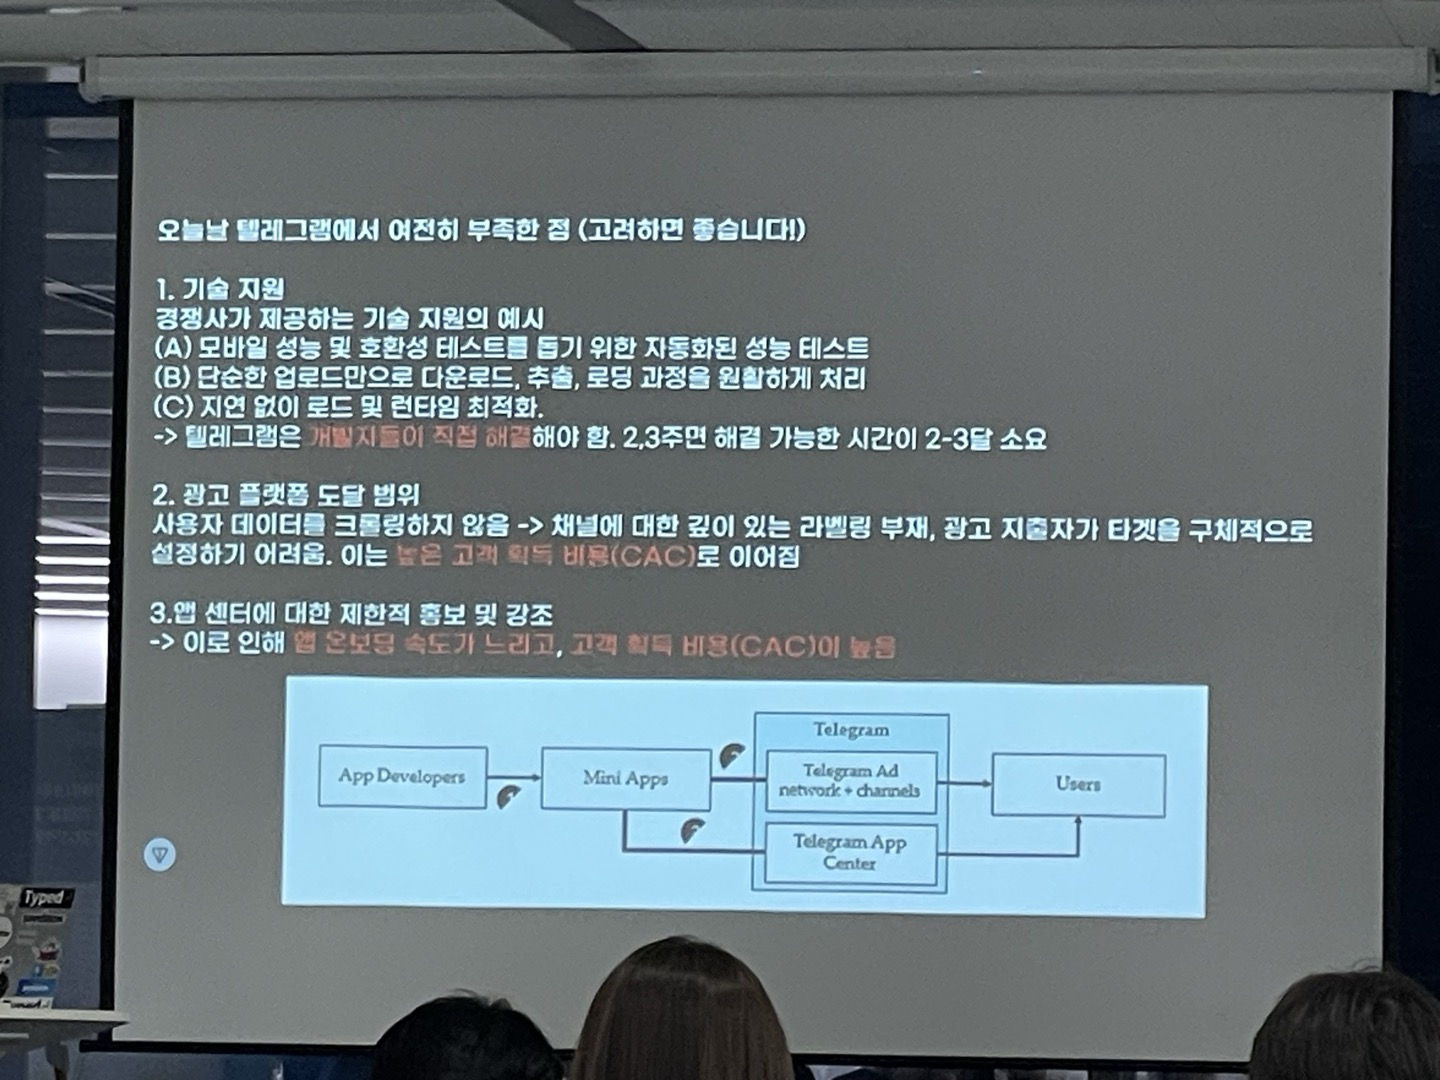 오늘날 텔레그램에서 여전히 부족한 점 (고려하면 좋습니다!)
1. 기술 지원
경쟁사가 제공하는 기술 지원의 예시
(A) 모바일 성능 및 호환성 테스트를 돕기 위한 자동화된 성능 테스트
(B) 단순한 업로드만으로 다운로드, 추출, 로딩 과정을 원활하게 처리
(C) 지연 없이 로드 및 런타임 최적화.
-> 텔레그램은 개발자들이 직접 해결해야 함. 2,3주면 해결 가능한 시간이 2-3달 소요
2. 광고 플랫폼 도달 범위
사용자 데이터를 크롤링하지 않음 -> 채널에 대한 깊이 있는 라벨링 부재, 광고 지출자가 타겟을 구체적으로
설정하기 어려움. 이는 높은 고객 획득 비용(CAC)로 이어짐
3.앱 센터에 대한 제한적 홍보 및 강조
-> 이로 인해 앱 온보딩 속도가 느리고, 고객 획득 비용(CAC)이 높음
Telegram
App Developers
Mini Apps
Telegram Ad
network + channels
Users
Telegram App
Center
Typed